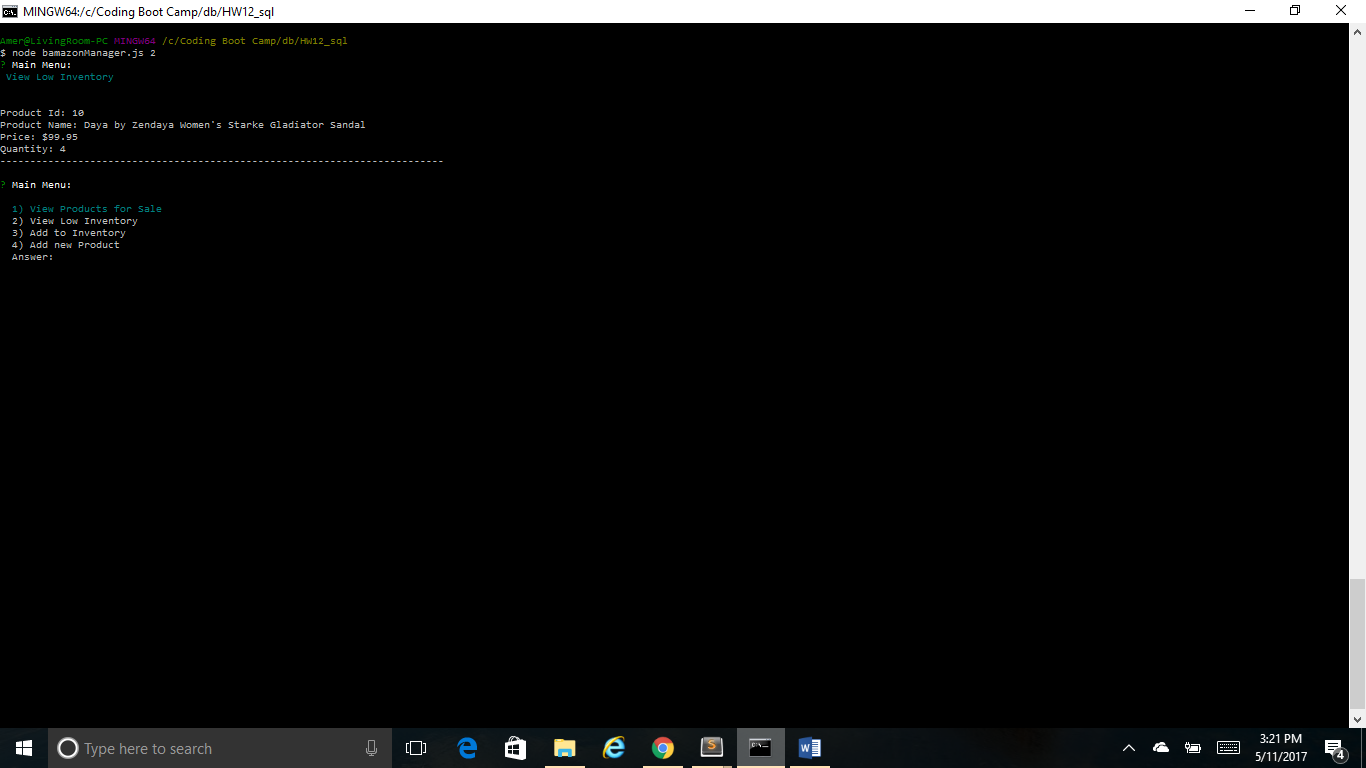 MINGW64:/c/Coding Boot Camp/db/HW12_sql
Amer@LivingRoom-PC MINGW64 /c/Coding Boot Camp/db/HW12_sql
$ node bamazonManager.js 2
? Main Menu:
View Low Inventory
Product Id: 10
Product Name: Daya by Zendaya Women's Starke Gladiator Sandal
Price: $99.95
Quantity: 4
--------------------------------------------------------------------------
? Main Menu:
1) View Products for Sale
2) View Low Inventory
3) Add to Inventory
4) Add new Product
Answer:
Type here to search
3:21 PM
5/11/2017
4